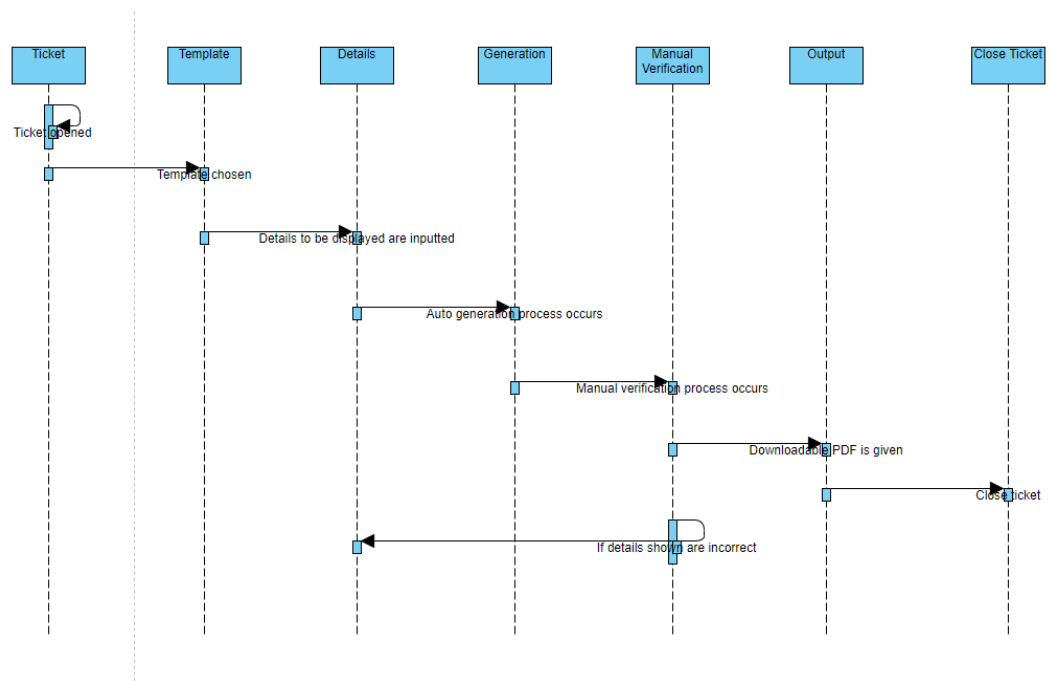 Ticket
Template
Details
Generation
Manual
Verification
Output
Close Ticket
Ticket opened
Template chosen
Details to be displayed are inputted
Auto generation process occurs
Manual verification process occurs
Downloadable PDF is given
Close ticket
If details shown are incorrect